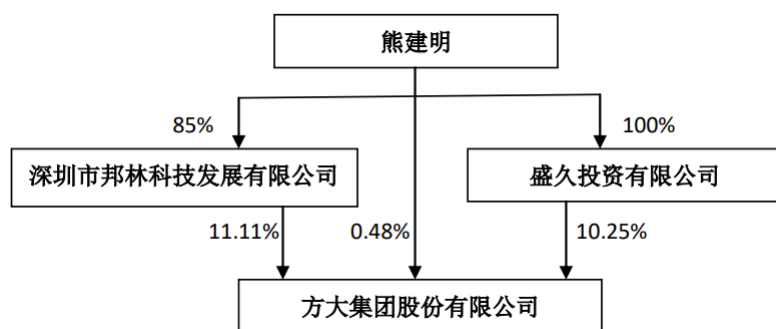 熊建明
85%
100%
深圳市邦林科技发展有限公司
盛久投资有限公司
11.11%
0.48%
10.25%
方大集团股份有限公司